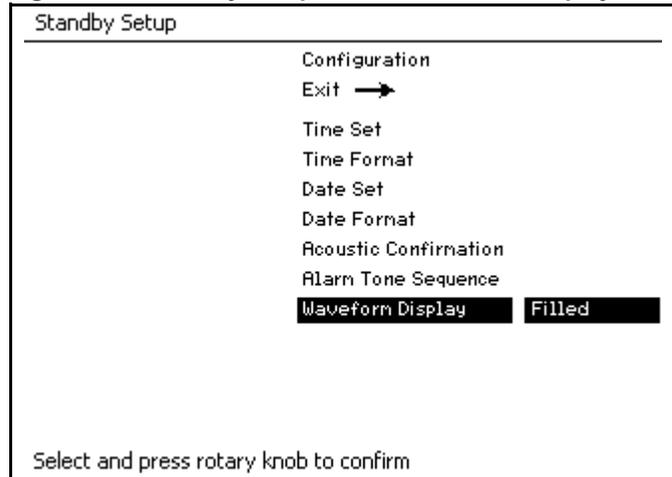 Standby Setup
Configuration
Exit →
Time Set
Time Format
Date Set
Date Format
Acoustic Confirmation
Alarm Tone Sequence
Waveform Display Filled
Select and press rotary knob to confirm